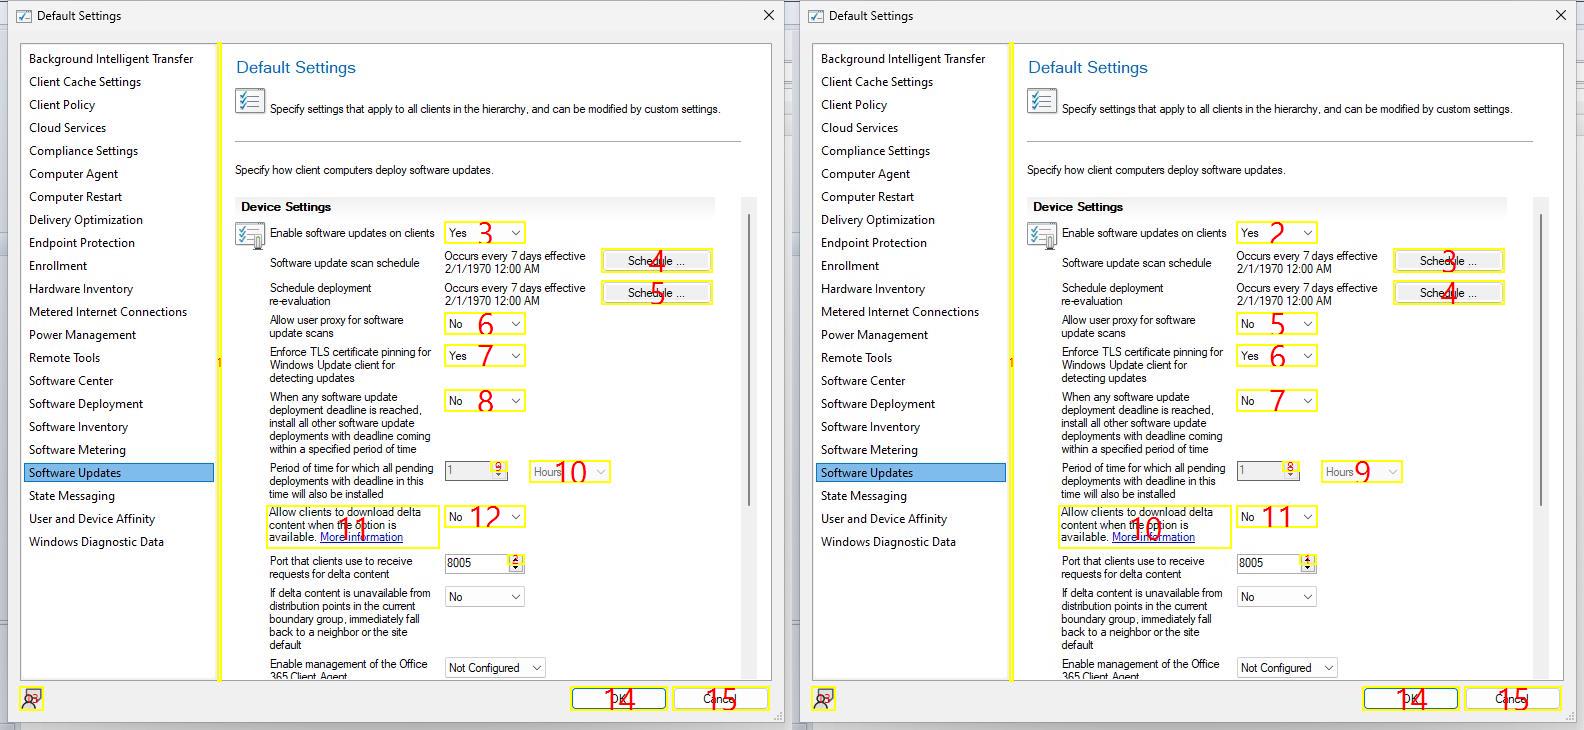 Default Settings
Background Intelligent Transfer
Client Cache Settings
Client Policy
Cloud Services
Compliance Settings
Computer Agent
Computer Restart
Delivery Optimization
Endpoint Protection
Enrollment
Hardware Inventory
Metered Internet Connections
Power Management
Remote Tools
Software Center
Software Deployment
Software Inventory
Software Metering
Software Updates
State Messaging
User and Device Affinity
Windows Diagnostic Data
1
Default Settings
Specify settings that apply to all clients in the hierarchy, and can be modified by custom settings.
Specify how client computers deploy software updates.
Device Settings
Enable software updates on clients Yes 3
Software update scan schedule
Occurs every 7 days effective
2/1/1970 12:00 AM
Schedule ... 4
Schedule deployment
re-evaluation
Occurs every 7 days effective
2/1/1970 12:00 AM
Schedule ... 5
Allow user proxy for software
update scans
No 6
Enforce TLS certificate pinning for
Windows Update client for
detecting updates
Yes 7
When any software update
deployment deadline is reached,
install all other software update
deployments with deadline coming
within a specified period of time
No 8
Period of time for which all pending
deployments with deadline in this
time will also be installed
1 9 Hours 10
Allow clients to download delta
content when the option is
available. More information
11
No 12
Port that clients use to receive
requests for delta content
8005
If delta content is unavailable from
distribution points in the current
boundary group, immediately fall
back to a neighbor or the site
default
No
Enable management of the Office
365 Client Agent
Not Configured
OK 14
Cancel 15
Default Settings
Background Intelligent Transfer
Client Cache Settings
Client Policy
Cloud Services
Compliance Settings
Computer Agent
Computer Restart
Delivery Optimization
Endpoint Protection
Enrollment
Hardware Inventory
Metered Internet Connections
Power Management
Remote Tools
Software Center
Software Deployment
Software Inventory
Software Metering
Software Updates
State Messaging
User and Device Affinity
Windows Diagnostic Data
1
Default Settings
Specify settings that apply to all clients in the hierarchy, and can be modified by custom settings.
Specify how client computers deploy software updates.
Device Settings
Enable software updates on clients Yes 2
Software update scan schedule
Occurs every 7 days effective
2/1/1970 12:00 AM
Schedule ... 3
Schedule deployment
re-evaluation
Occurs every 7 days effective
2/1/1970 12:00 AM
Schedule ... 4
Allow user proxy for software
update scans
No 5
Enforce TLS certificate pinning for
Windows Update client for
detecting updates
Yes 6
When any software update
deployment deadline is reached,
install all other software update
deployments with deadline coming
within a specified period of time
No 7
Period of time for which all pending
deployments with deadline in this
time will also be installed
1 8 Hours 9
Allow clients to download delta
content when the option is
available. More information
10
No 11
Port that clients use to receive
requests for delta content
8005
If delta content is unavailable from
distribution points in the current
boundary group, immediately fall
back to a neighbor or the site
default
No
Enable management of the Office
365 Client Agent
Not Configured
OK 14
Cancel 15